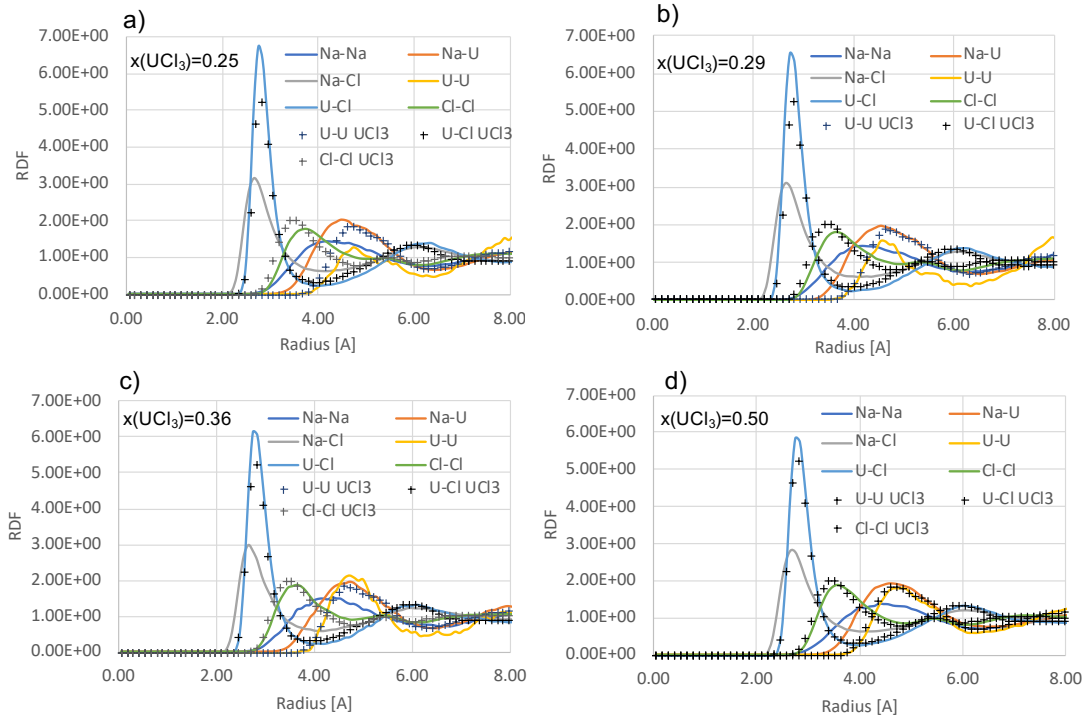 a)
x(UCl₃)=0.25
Na-Na
Na-U
Na-Cl
U-U
U-Cl
Cl-Cl
U-U UCl3
U-Cl UCl3
Cl-Cl UCl3
RDF
7.00E+00
6.00E+00
5.00E+00
4.00E+00
3.00E+00
2.00E+00
1.00E+00
0.00E+00
0.00 2.00 4.00 6.00 8.00
Radius [A]
b)
x(UCl₃)=0.29
Na-Na
Na-U
Na-Cl
U-U
U-Cl
Cl-Cl
U-U UCl3
U-Cl UCl3
RDF
7.00E+00
6.00E+00
5.00E+00
4.00E+00
3.00E+00
2.00E+00
1.00E+00
0.00E+00
0.00 2.00 4.00 6.00 8.00
Radius [A]
c)
x(UCl₃)=0.36
Na-Na
Na-U
Na-Cl
U-U
U-Cl
Cl-Cl
U-U UCl3
U-Cl UCl3
Cl-Cl UCl3
RDF
7.00E+00
6.00E+00
5.00E+00
4.00E+00
3.00E+00
2.00E+00
1.00E+00
0.00E+00
0.00 2.00 4.00 6.00 8.00
Radius [A]
d)
x(UCl₃)=0.50
Na-Na
Na-U
Na-Cl
U-U
U-Cl
Cl-Cl
U-U UCl3
U-Cl UCl3
Cl-Cl UCl3
RDF
7.00E+00
6.00E+00
5.00E+00
4.00E+00
3.00E+00
2.00E+00
1.00E+00
0.00E+00
0.00 2.00 4.00 6.00 8.00
Radius [A]